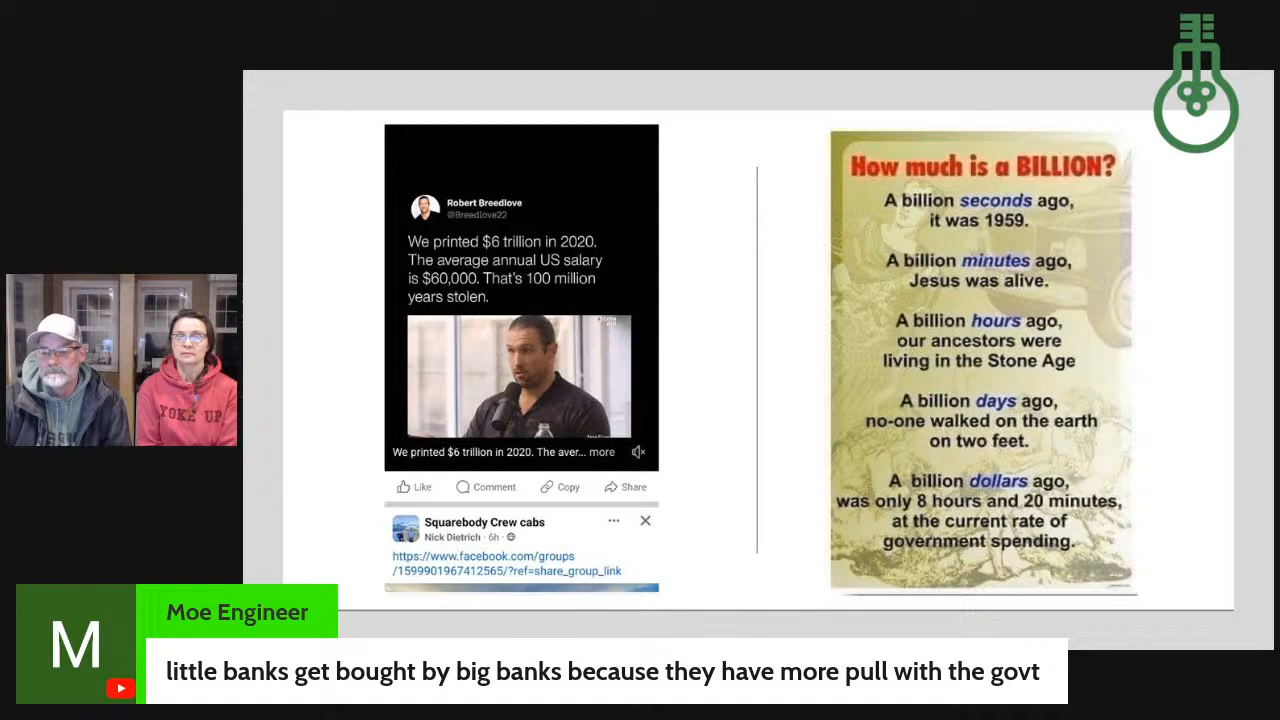 Robert Breedlove
@Breedlove22
We printed $6 trillion in 2020.
The average annual US salary
is $60,000. That's 100 million
years stolen.
We printed $6 trillion in 2020. The aver... more
Like
Comment
Copy
Share
Squarebody Crew cabs
Nick Dietrich · 6h ·
https://www.facebook.com/groups
/1599901967412565/?ref=share_group_link
How much is a BILLION?
A billion seconds ago,
it was 1959.
A billion minutes ago,
Jesus was alive.
A billion hours ago,
our ancestors were
living in the Stone Age
A billion days ago,
no-one walked on the earth
on two feet.
A billion dollars ago,
was only 8 hours and 20 minutes,
at the current rate of
government spending.
YOKE UP
M
Moe Engineer
little banks get bought by big banks because they have more pull with the govt